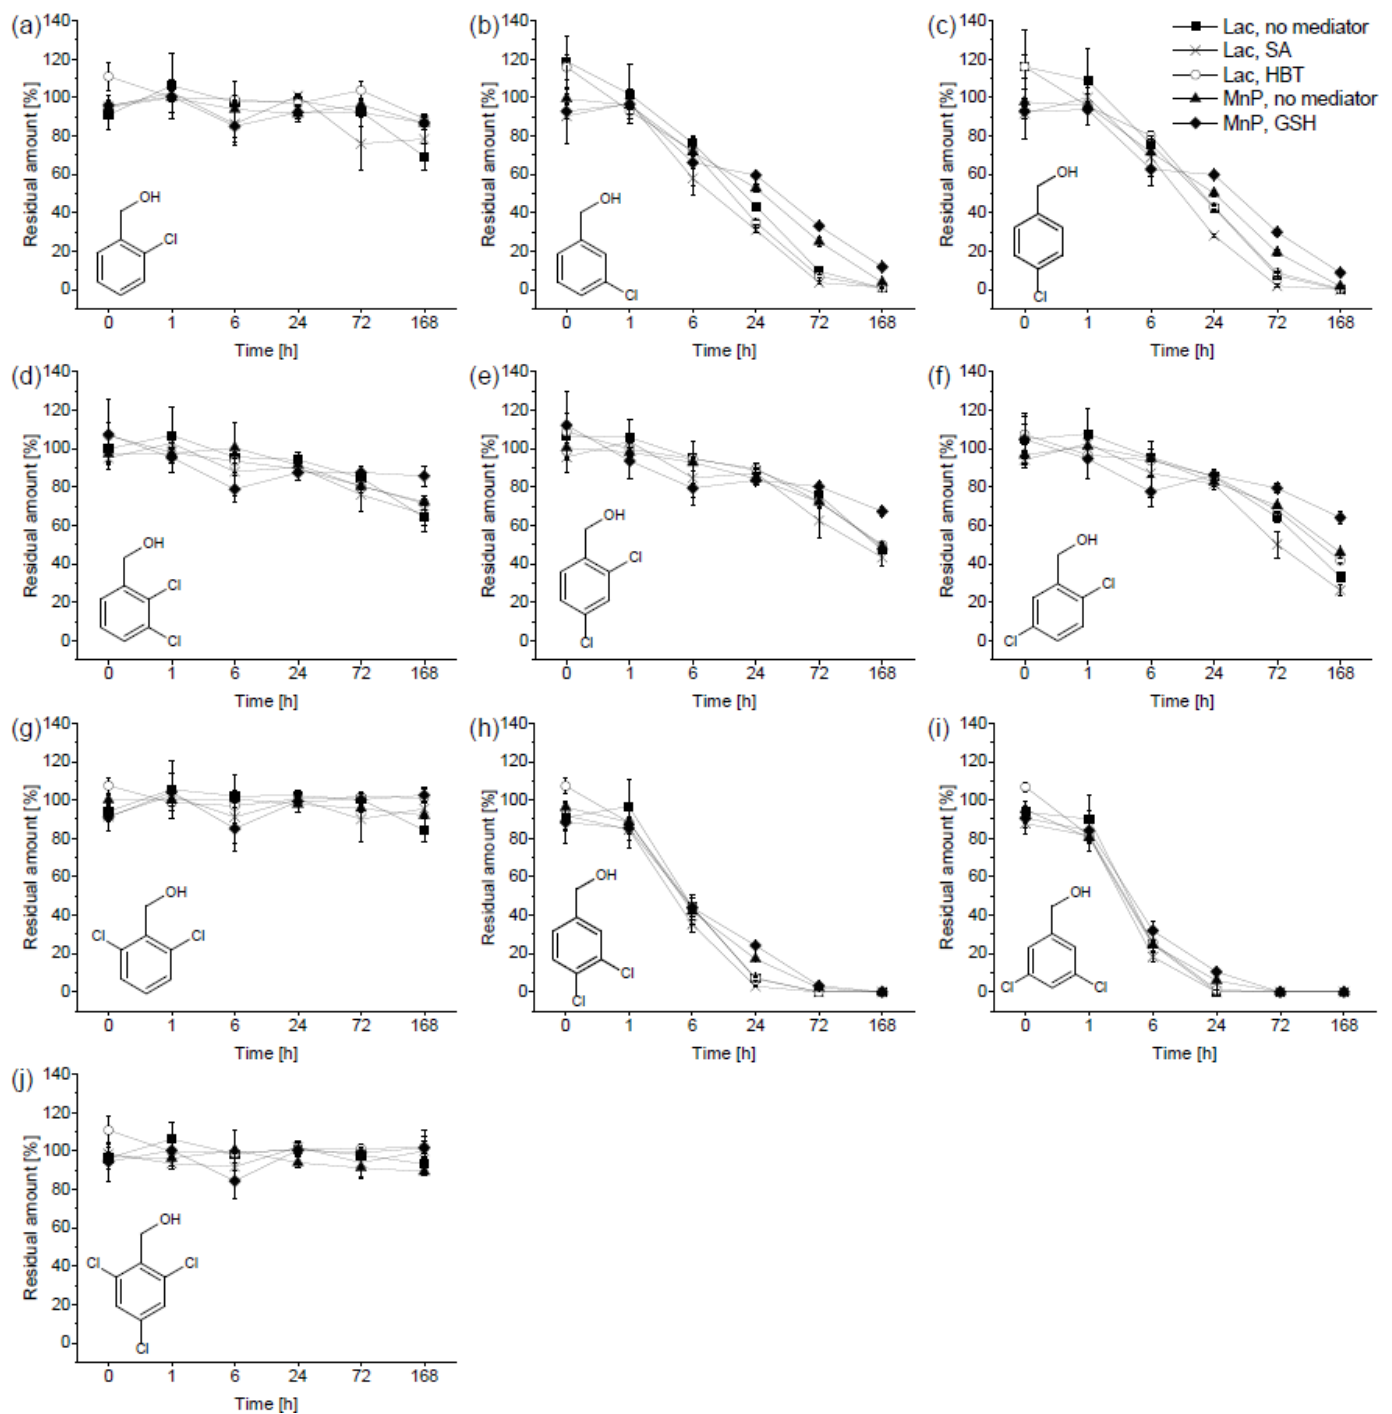 (a)
140
120
100
80
60
40
20
0
Residual amount [%]
OH
Cl
0 1 6 24 72 168
Time [h]
(b)
140
120
100
80
60
40
20
0
Residual amount [%]
OH
Cl
0 1 6 24 72 168
Time [h]
(c)
140
120
100
80
60
40
20
0
Residual amount [%]
Lac, no mediator
Lac, SA
Lac, HBT
MnP, no mediator
MnP, GSH
OH
Cl
0 1 6 24 72 168
Time [h]
(d)
140
120
100
80
60
40
20
0
Residual amount [%]
OH
Cl
Cl
0 1 6 24 72 168
Time [h]
(e)
140
120
100
80
60
40
20
0
Residual amount [%]
OH
Cl
Cl
0 1 6 24 72 168
Time [h]
(f)
140
120
100
80
60
40
20
0
Residual amount [%]
OH
Cl
Cl
0 1 6 24 72 168
Time [h]
(g)
140
120
100
80
60
40
20
0
Residual amount [%]
OH
Cl Cl
0 1 6 24 72 168
Time [h]
(h)
140
120
100
80
60
40
20
0
Residual amount [%]
OH
Cl
Cl
0 1 6 24 72 168
Time [h]
(i)
140
120
100
80
60
40
20
0
Residual amount [%]
OH
Cl Cl
0 1 6 24 72 168
Time [h]
(j)
140
120
100
80
60
40
20
0
Residual amount [%]
OH
Cl Cl
Cl
0 1 6 24 72 168
Time [h]